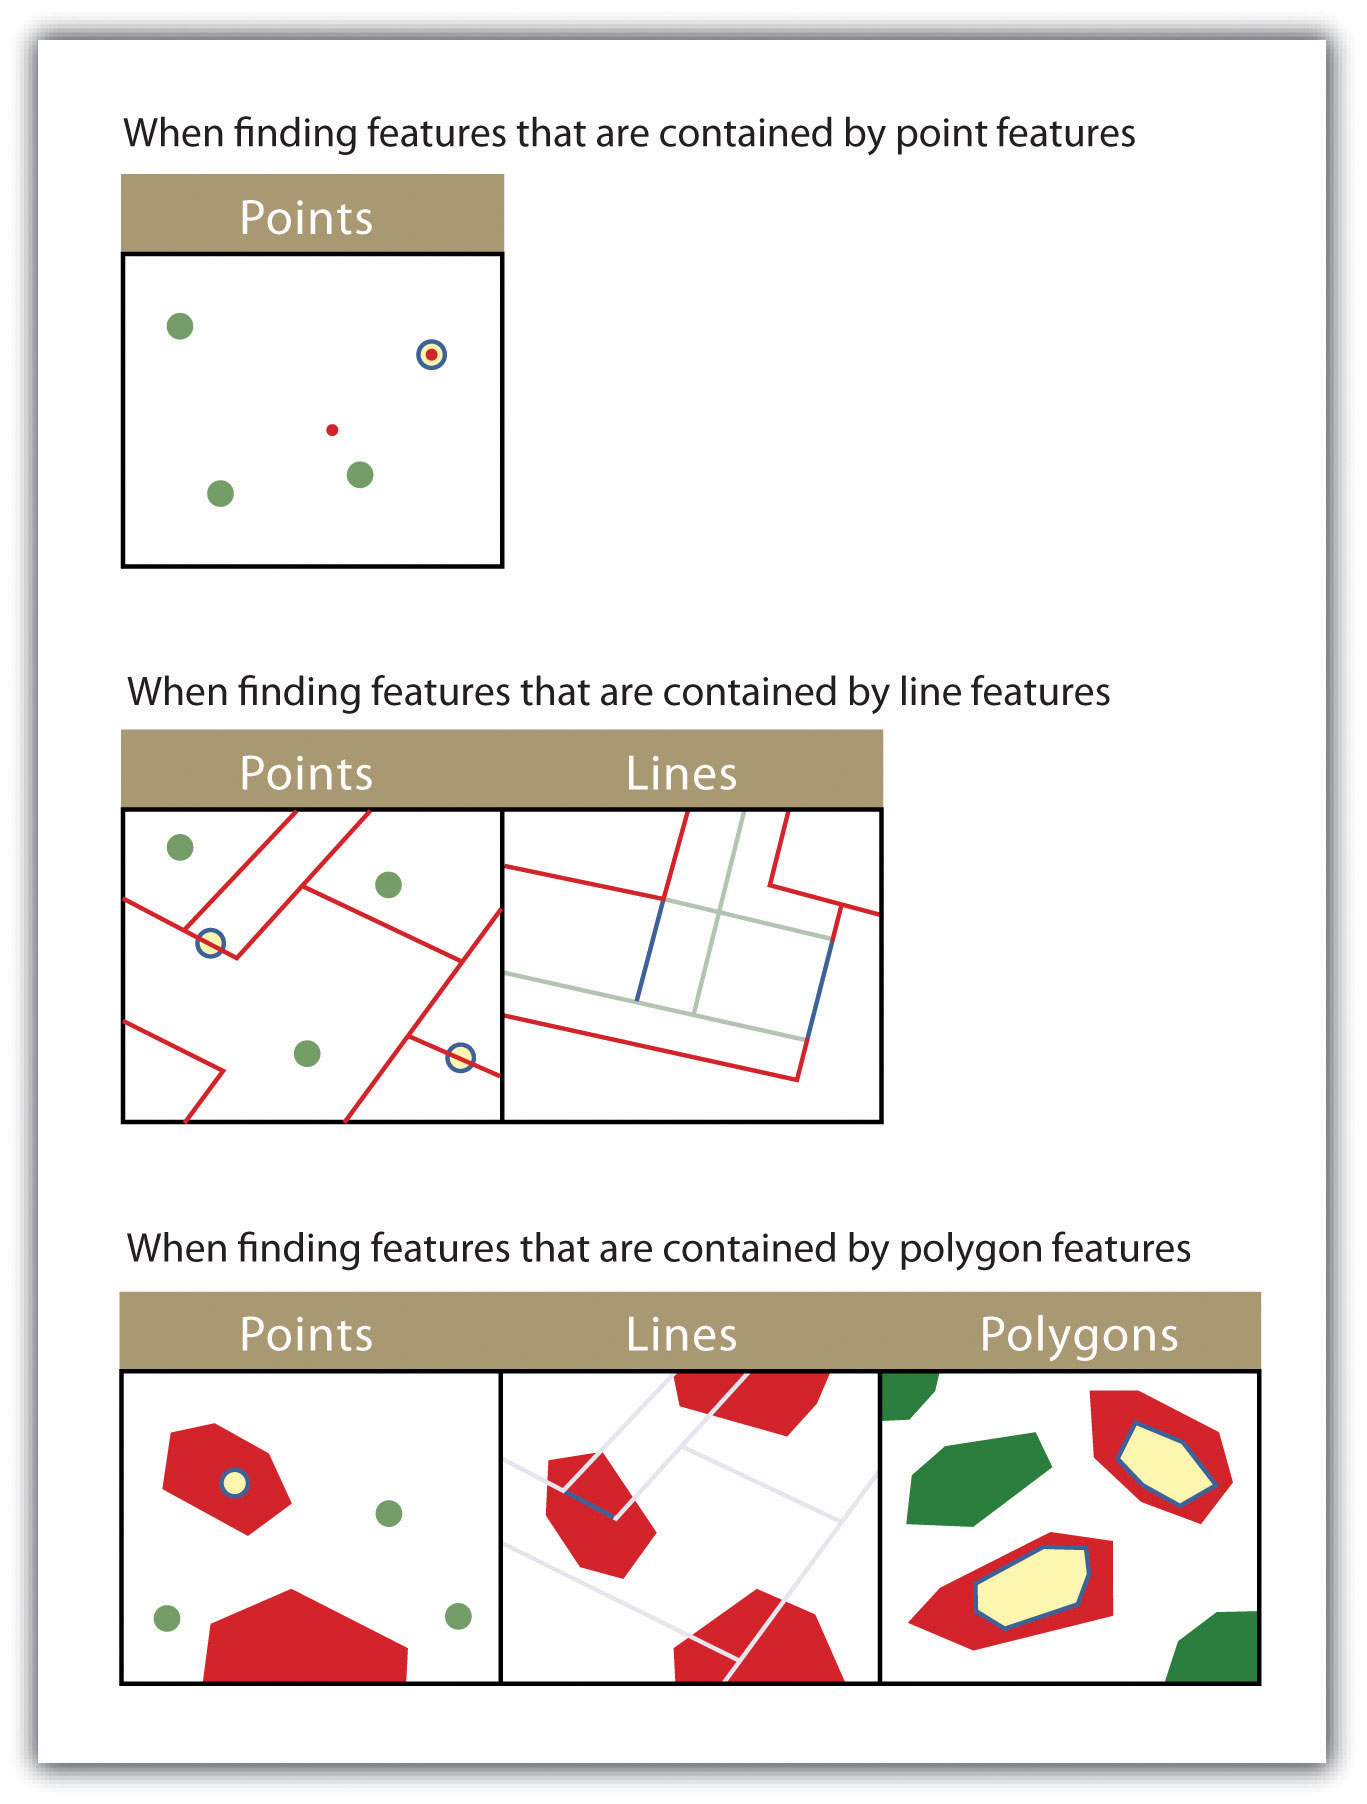 When finding features that are contained by point features
Points
When finding features that are contained by line features
Points Lines
When finding features that are contained by polygon features
Points Lines Polygons